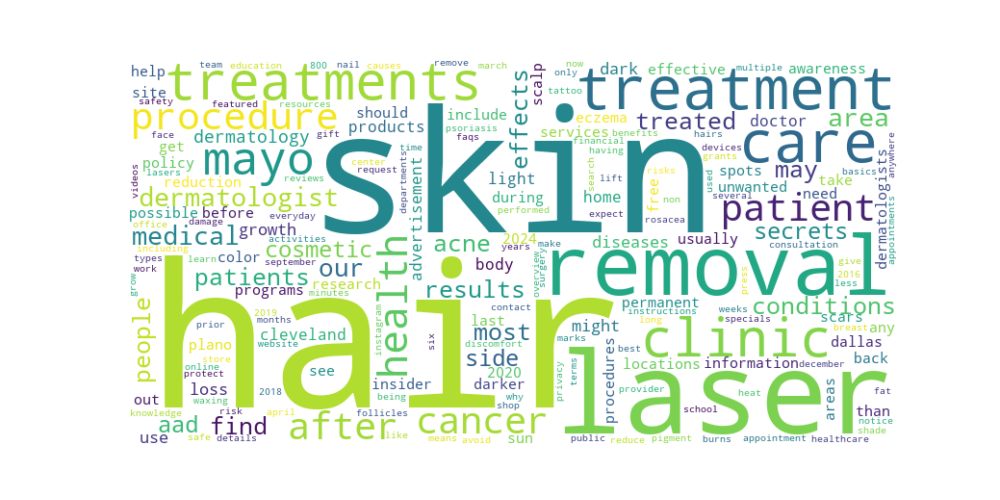 help team education 800 nail causes remove march now multiple awareness
site treatments only dark effective
safety featured resources scalp tattoo treatment
procedure should include effects eczema treated doctor area
face gift products psoriasis services benefits hairs
dermatology faqs financial devices basics anywhere
get mayo skin having grants care
policy lasers center time light search risks spots may take
videos reduction reviews request departments during home lift free non used several unwanted need dermatologists
dermatologist performed expect rosacea patient
possible before everyday 2024 appointments
office damage growth advertisement acne years make diseases usually secrets
medical activities cosmetic surgery consultation
including color our body overview removal give
types learn september health press 2016
work patients research results less
grow programs minutes instagram permanent weeks conditions
people 2019 contact instructions
prior months last most might long specials breast any
cleveland six discomfort marks scars
plano website side best clinic dallas
store see 2020 privacy terms procedures locations information december back
online hair insider darker provider heat areas fat
protect loss being why laser than
out waxing 2018 shop school notice
knowledge risk april follicles shade
aad find after cancer sun
use safe details like means avoid public reduce pigment burns appointment healthcare